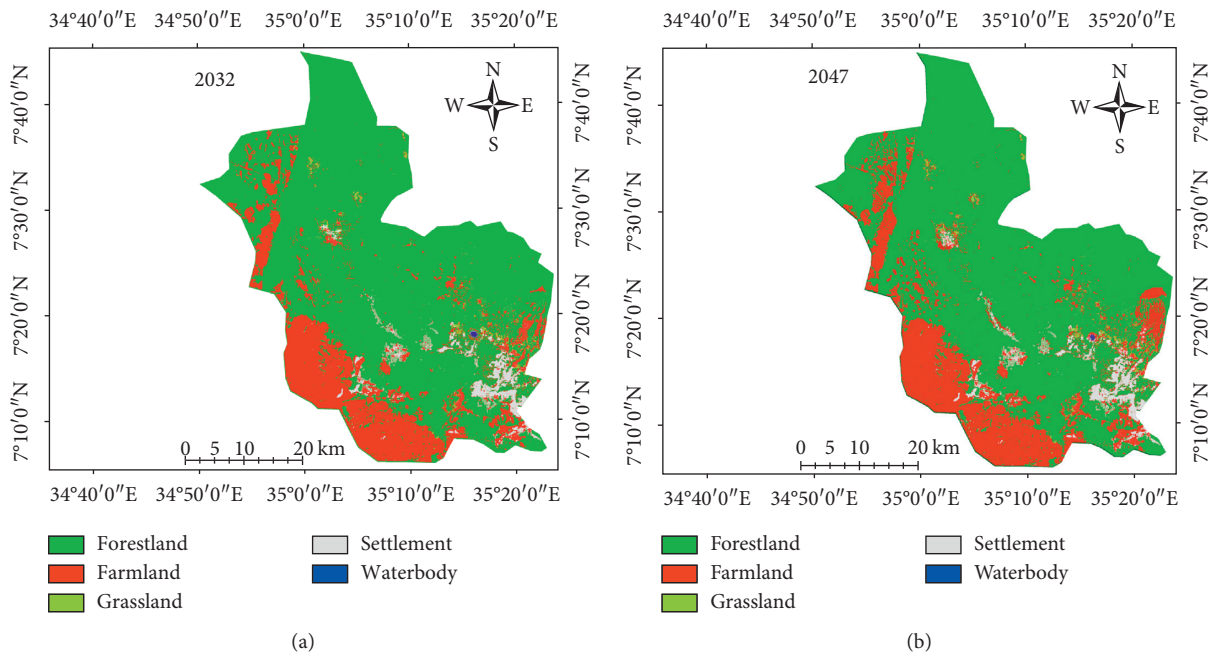 34°40′0″E 34°50′0″E 35°0′0″E 35°10′0″E 35°20′0″E
7°40′0″N
7°30′0″N
7°20′0″N
7°10′0″N
2032
N
W E
S
7°40′0″N
7°30′0″N
7°20′0″N
7°10′0″N
0 5 10 20 km
34°40′0″E 34°50′0″E 35°0′0″E 35°10′0″E 35°20′0″E
Forestland
Farmland
Grassland
Settlement
Waterbody
(a)
34°40′0″E 34°50′0″E 35°0′0″E 35°10′0″E 35°20′0″E
7°40′0″N
7°30′0″N
7°20′0″N
7°10′0″N
2047
N
W E
S
7°40′0″N
7°30′0″N
7°20′0″N
7°10′0″N
0 5 10 20 km
34°40′0″E 34°50′0″E 35°0′0″E 35°10′0″E 35°20′0″E
Forestland
Farmland
Grassland
Settlement
Waterbody
(b)